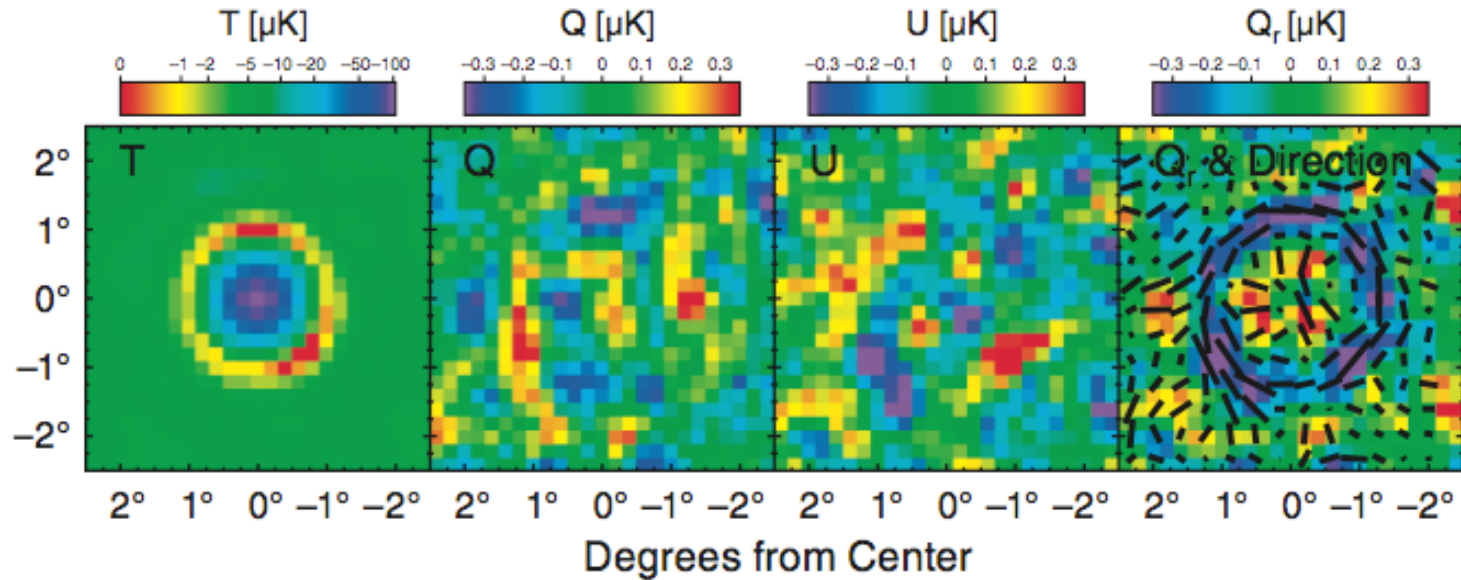 T [μK] Q [μK] U [μK] Qr [μK]
0 −1 −2 −5 −10 −20 −50 −100 −0.3 −0.2 −0.1 0 0.1 0.2 0.3 −0.3 −0.2 −0.1 0 0.1 0.2 0.3 −0.3 −0.2 −0.1 0 0.1 0.2 0.3
T Q U Qr & Direction
2°
1°
0°
−1°
−2°
2° 1° 0° −1° −2° 2° 1° 0° −1° −2° 2° 1° 0° −1° −2° 2° 1° 0° −1° −2°
Degrees from Center